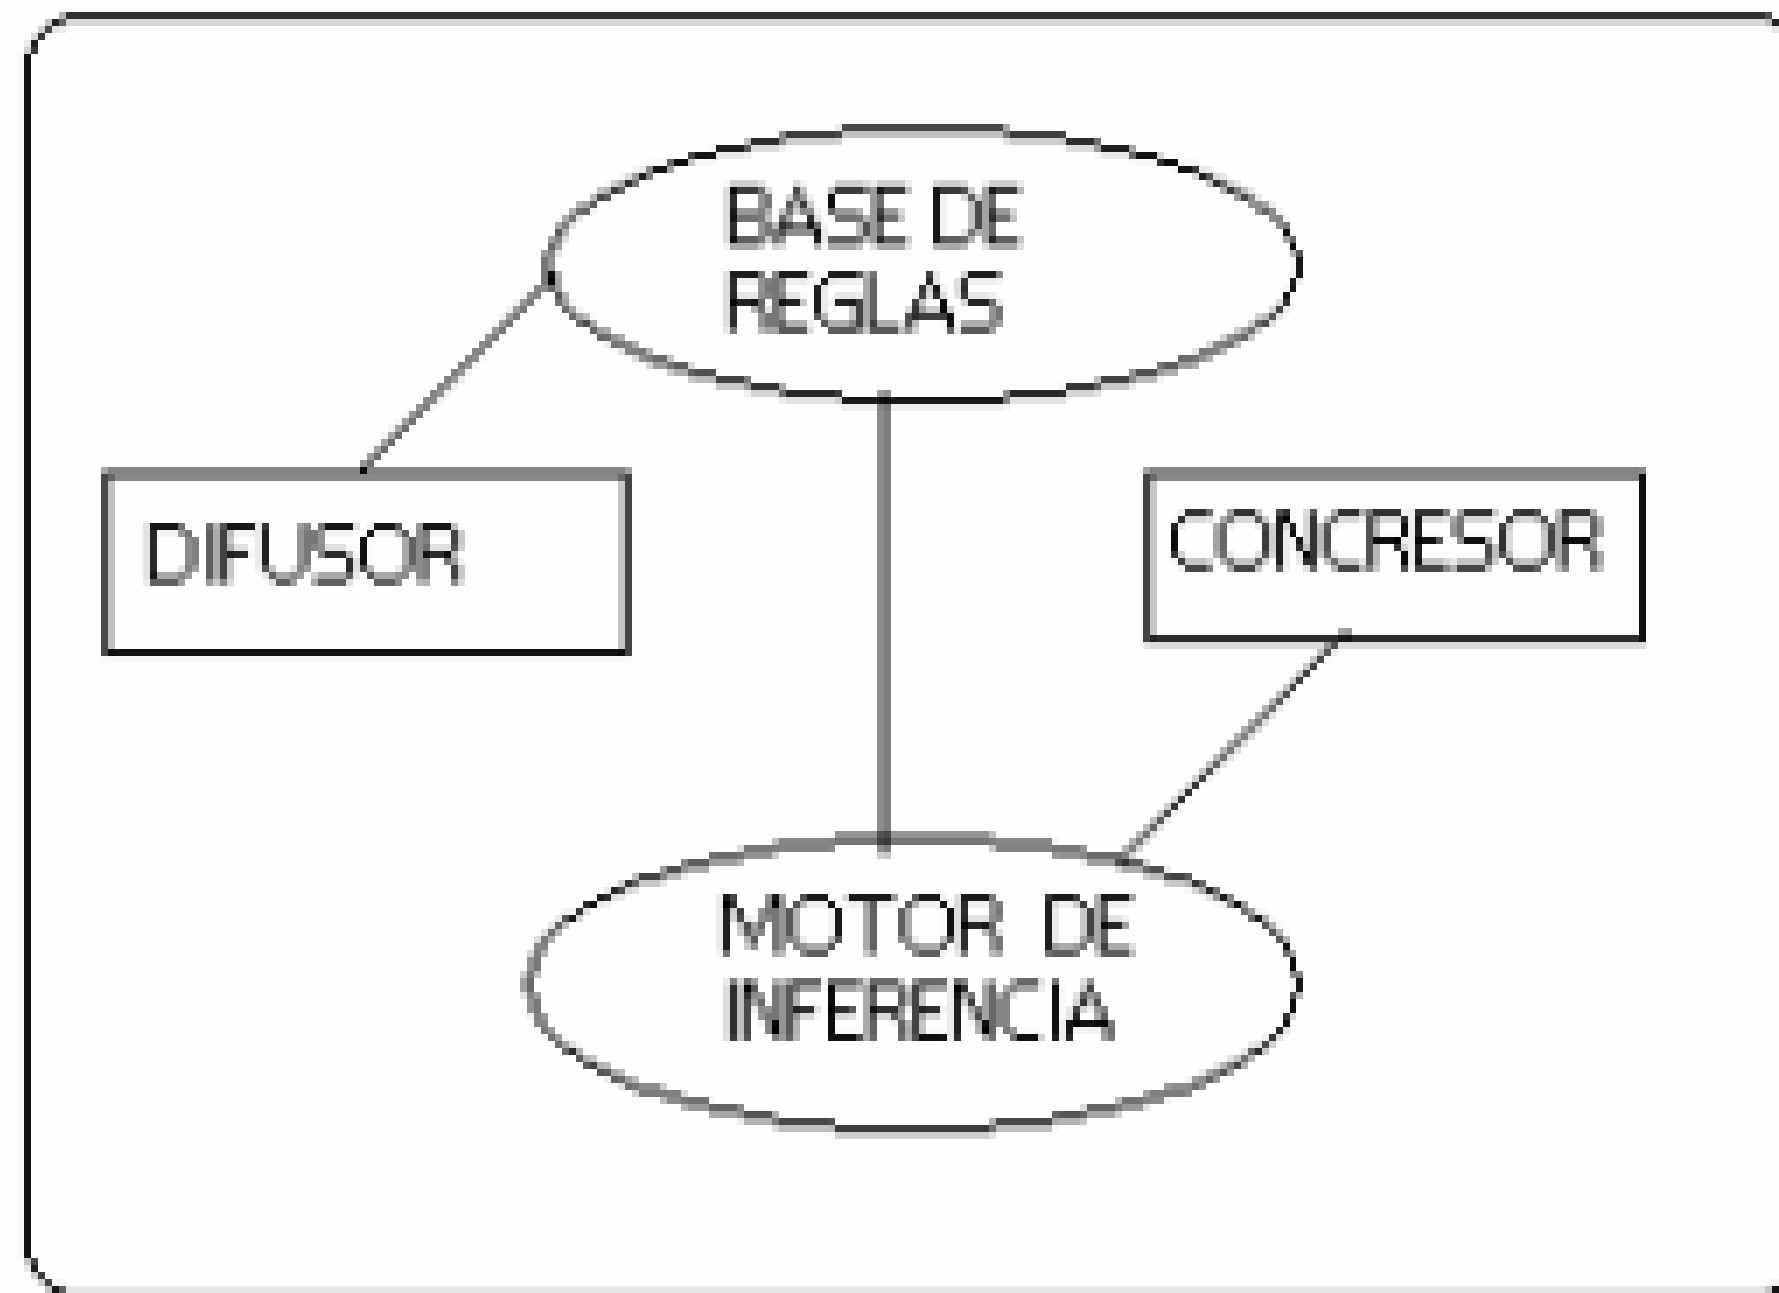 BASE DE
REGLAS
DIFUSOR
CONCRESOR
MOTOR DE
INFERENCIA